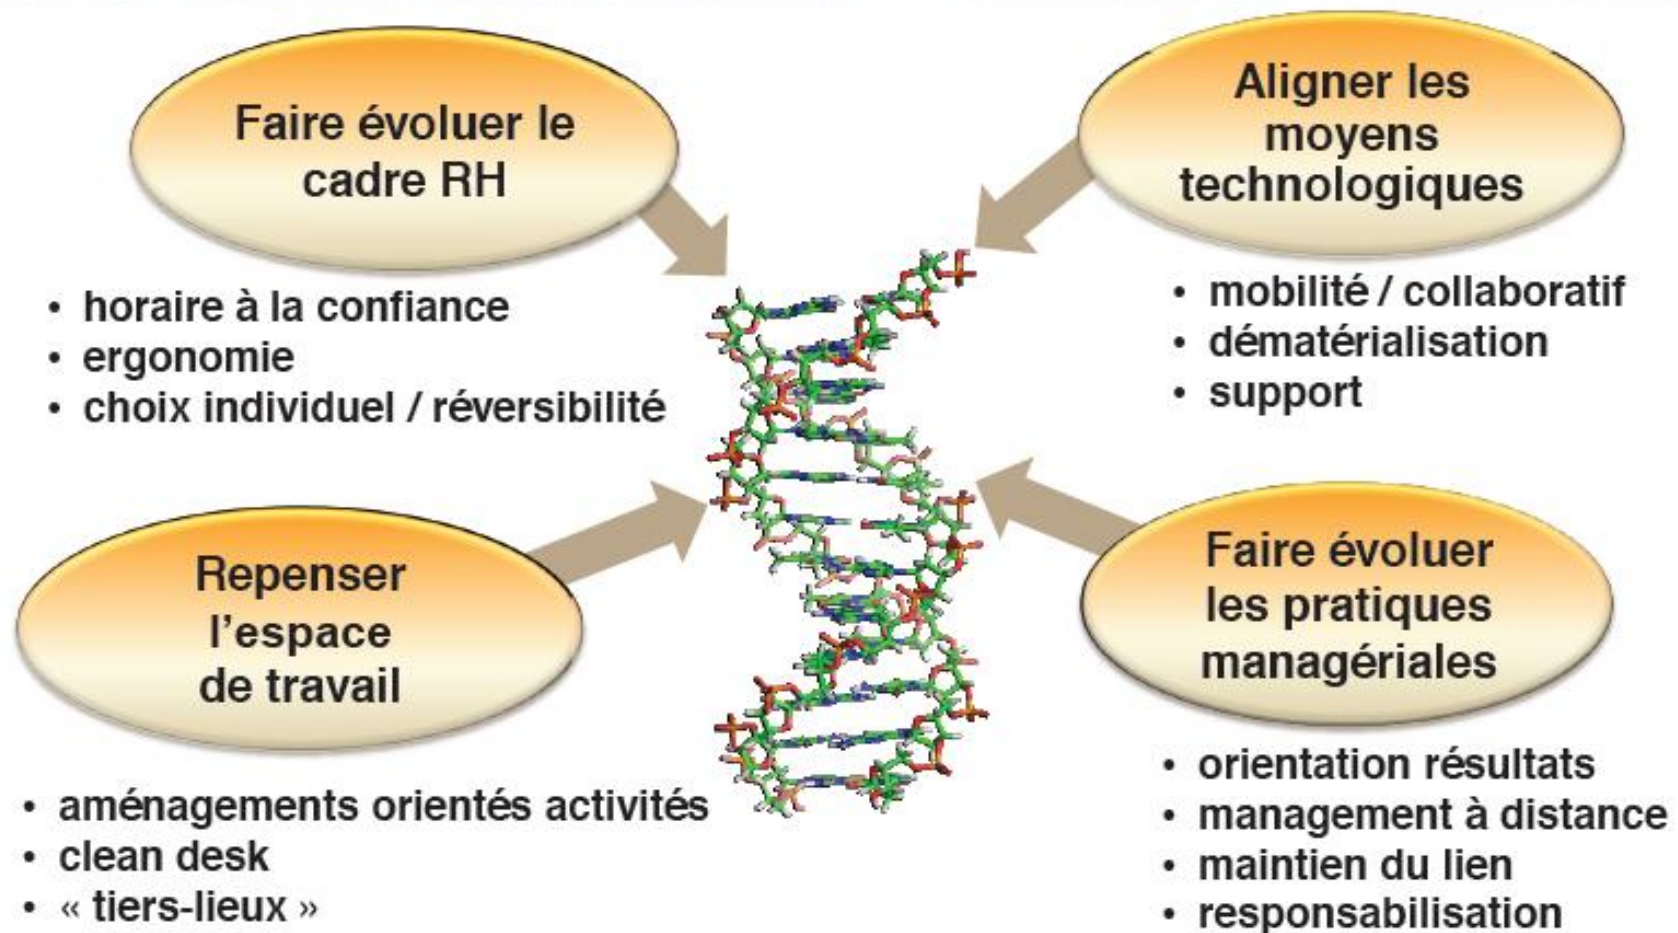 Faire évoluer le
cadre RH
• horaire à la confiance
• ergonomie
• choix individuel / réversibilité
Aligner les
moyens
technologiques
• mobilité / collaboratif
• dématérialisation
• support
Repenser
l’espace
de travail
• aménagements orientés activités
• clean desk
• « tiers-lieux »
Faire évoluer
les pratiques
managériales
• orientation résultats
• management à distance
• maintien du lien
• responsabilisation